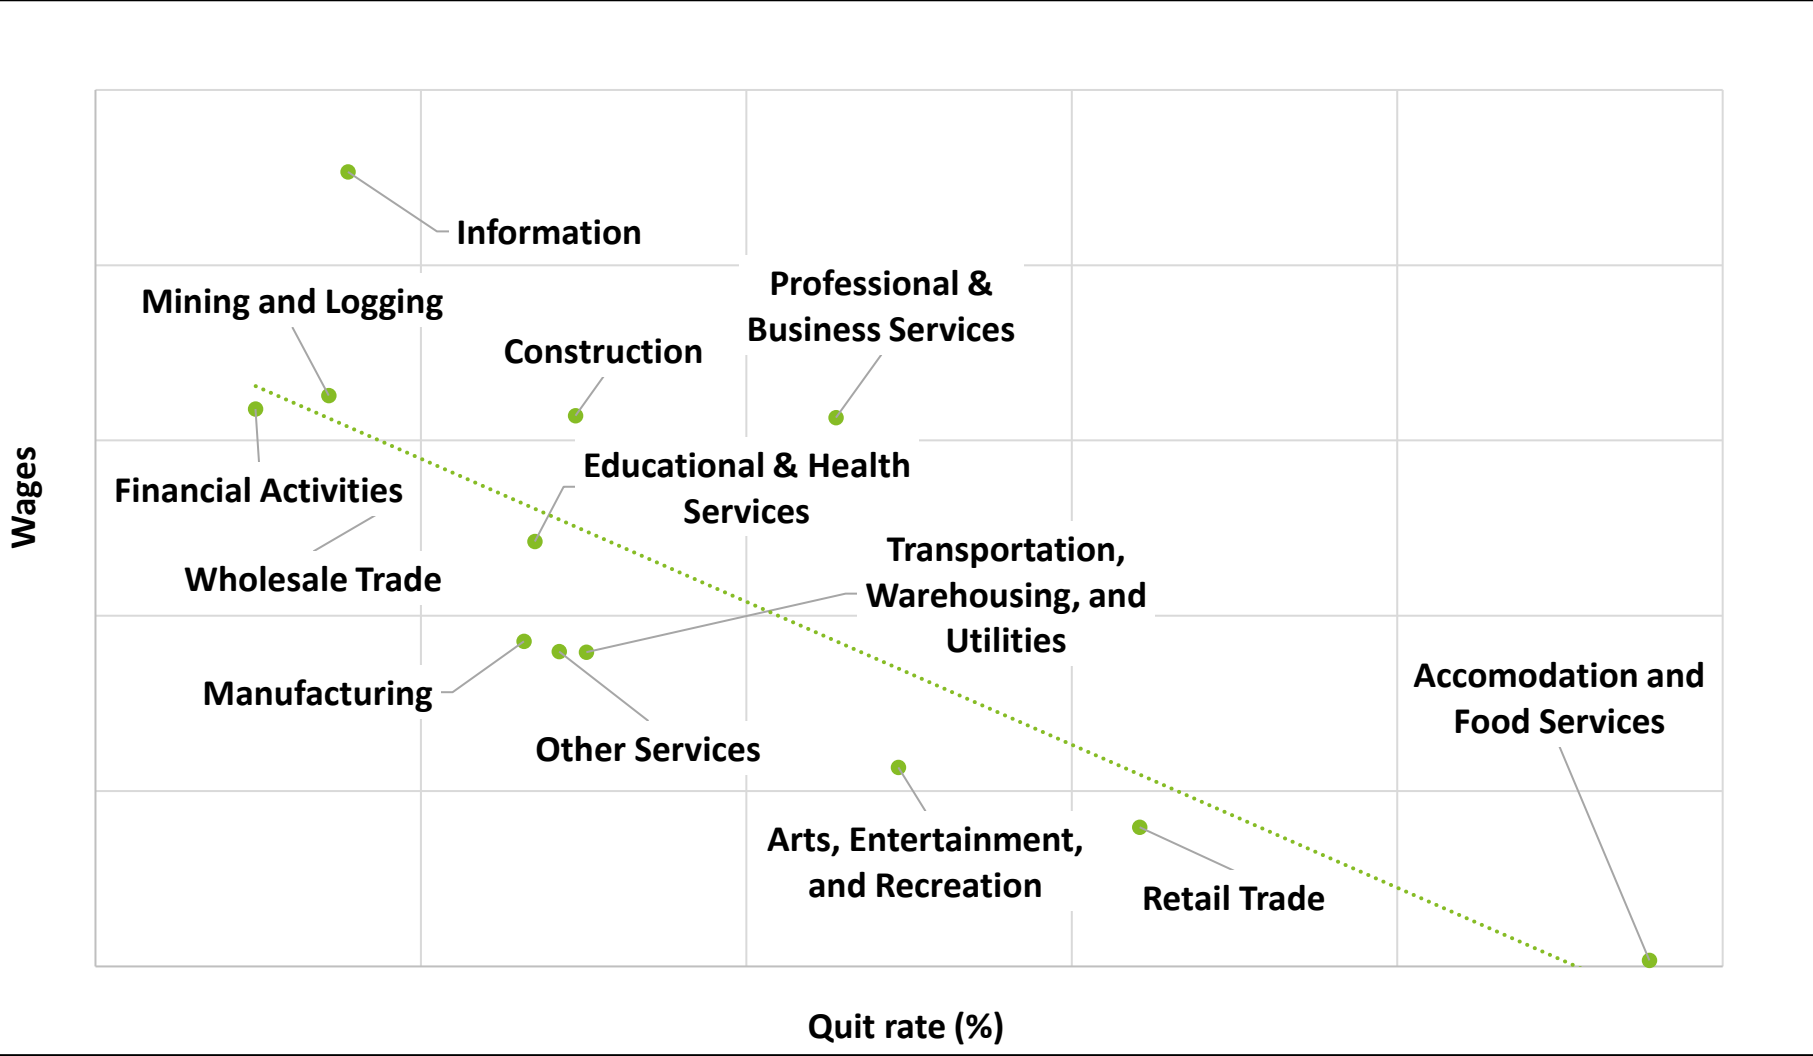 Information
Mining and Logging
Professional &
Business Services
Construction
Educational & Health
Services
Financial Activities
Wages
Transportation,
Warehousing, and
Utilities
Wholesale Trade
Manufacturing
Accomodation and
Food Services
Other Services
Arts, Entertainment,
and Recreation
Retail Trade
Quit rate (%)